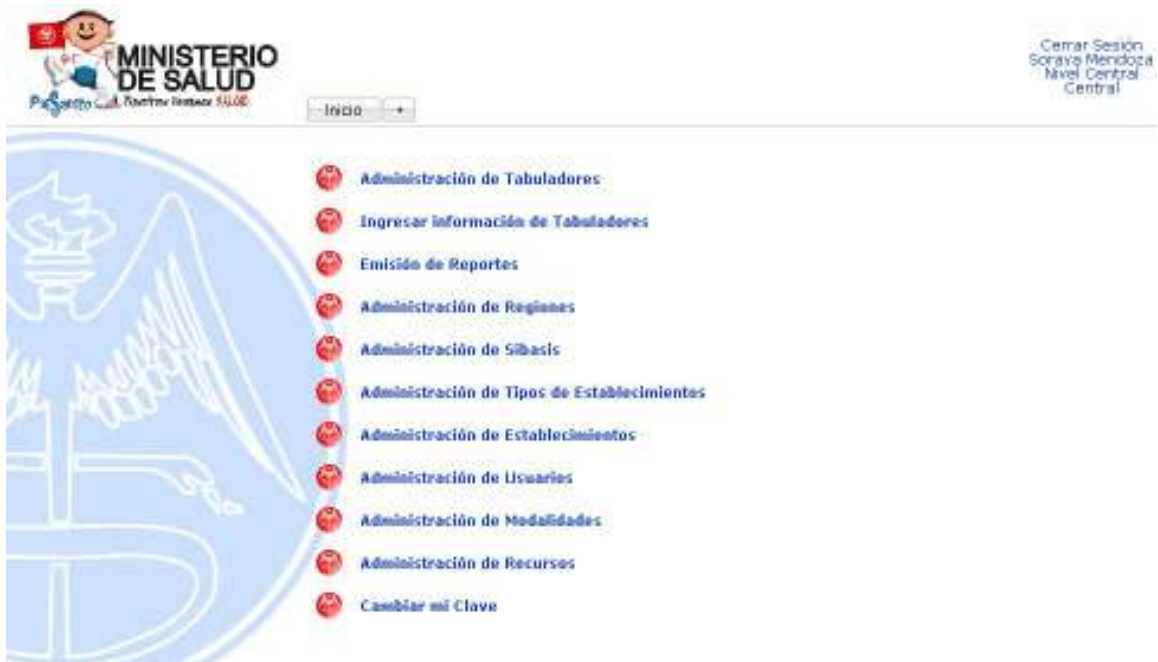 MINISTERIO
DE SALUD
Cerrar Sesión
Soraya Mendoza
Nivel Central
Central
Inicio +
Administración de Tabuladores
Ingresar información de Tabuladores
Emisión de Reportes
Administración de Regiones
Administración de Sibasis
Administración de Tipos de Establecimientos
Administración de Establecimientos
Administración de Usuarios
Administración de Modalidades
Administración de Recursos
Cambiar mi Clave